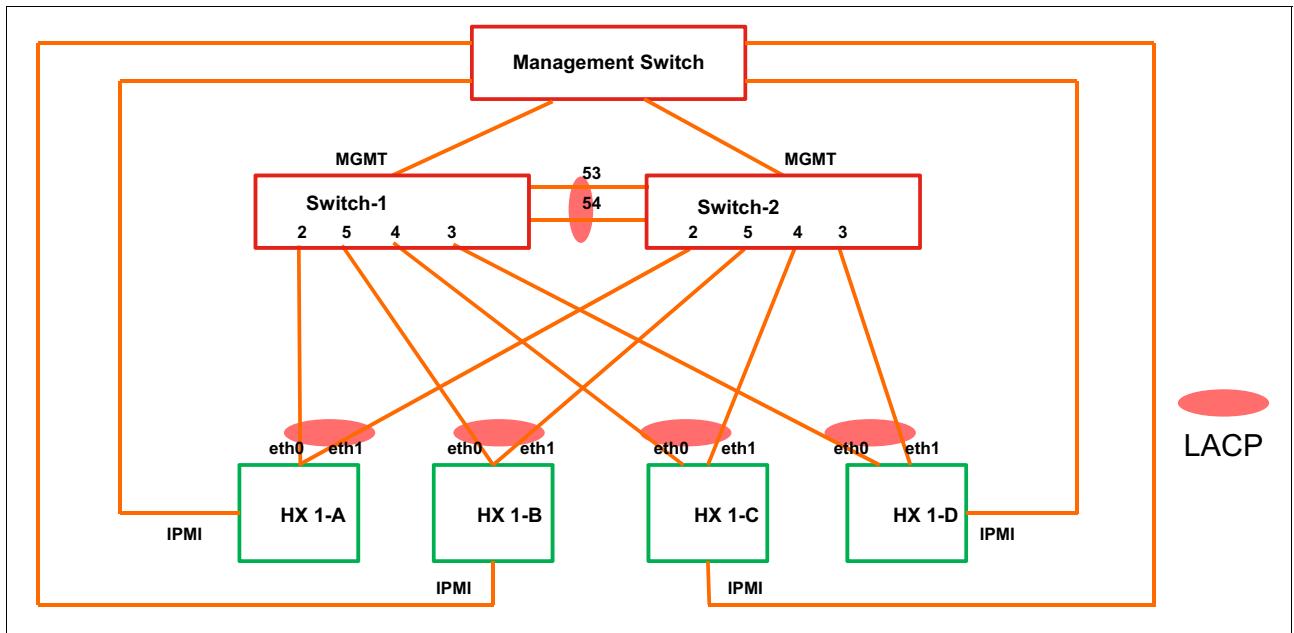 Management Switch
MGMT
MGMT
53
Switch-1
54
Switch-2
2 5 4 3
2 5 4 3
eth0 eth1
eth0 eth1
eth0 eth1
eth0 eth1
LACP
HX 1-A
HX 1-B
HX 1-C
HX 1-D
IPMI
IPMI
IPMI
IPMI